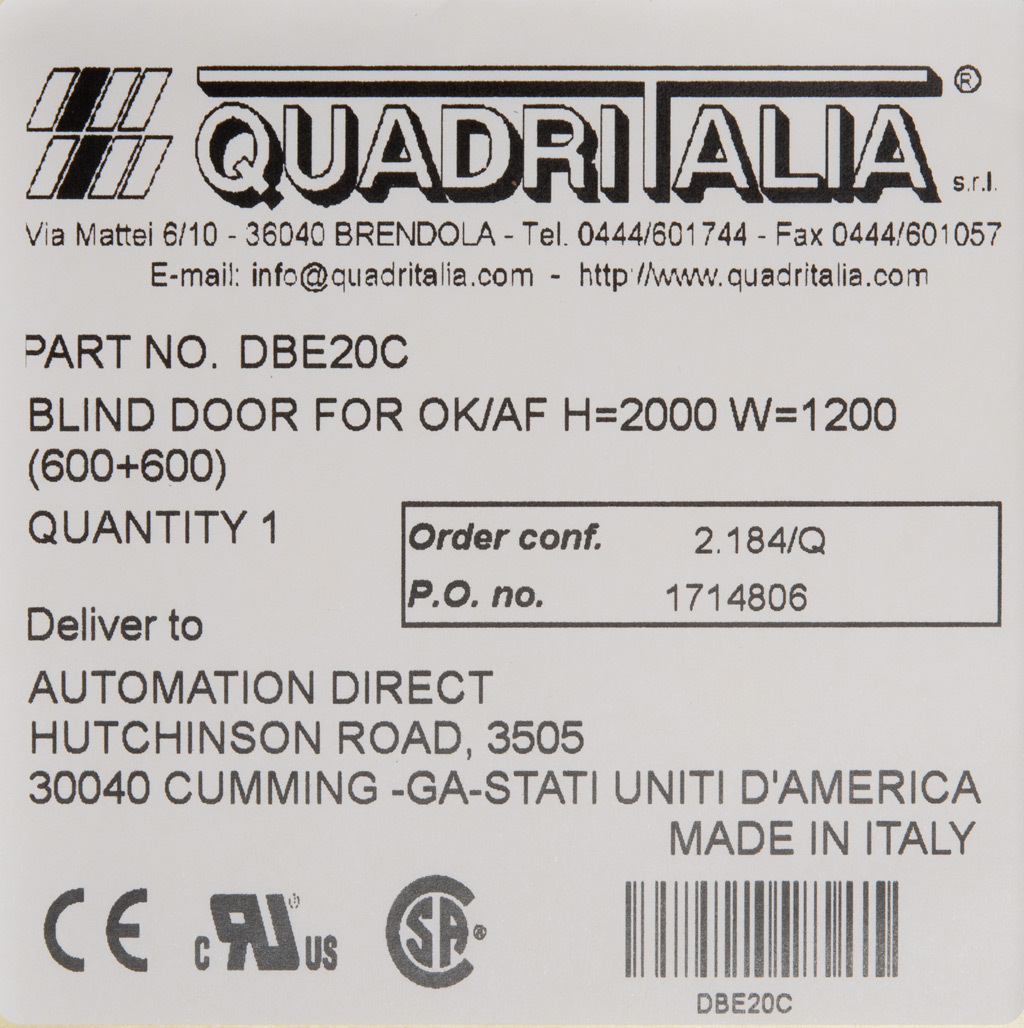 QUADRITALIA ® s.r.l.
Via Mattei 6/10 - 36040 BRENDOLA - Tel. 0444/601744 - Fax 0444/601057
E-mail: info@quadritalia.com - http://www.quadritalia.com
PART NO. DBE20C
BLIND DOOR FOR OK/AF H=2000 W=1200
(600+600)
QUANTITY 1
Order conf. 2.184/Q
P.O. no. 1714806
Deliver to
AUTOMATION DIRECT
HUTCHINSON ROAD, 3505
30040 CUMMING -GA-STATI UNITI D'AMERICA
MADE IN ITALY
CE c RU US SA ®
DBE20C